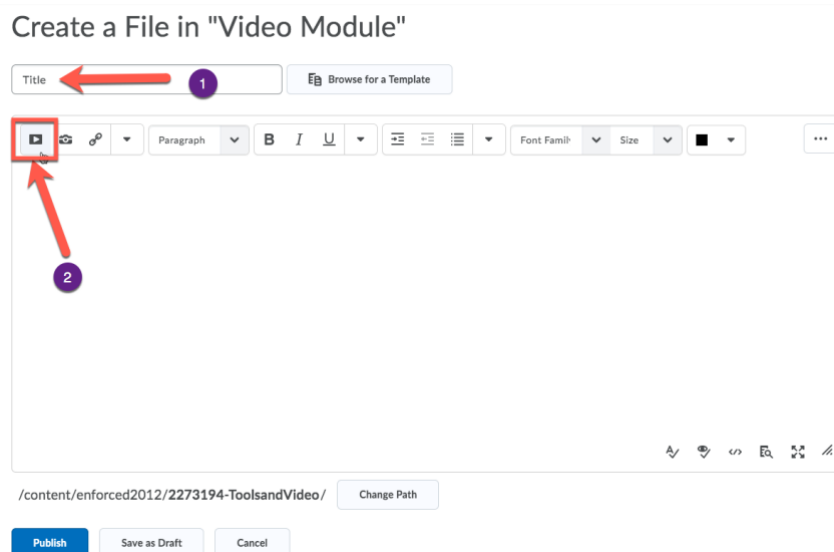 Create a File in "Video Module"
Title
1
Browse for a Template
Paragraph
B I U
Font Famil
Size
2
/content/enforced2012/2273194-ToolsandVideo/
Change Path
Publish
Save as Draft
Cancel